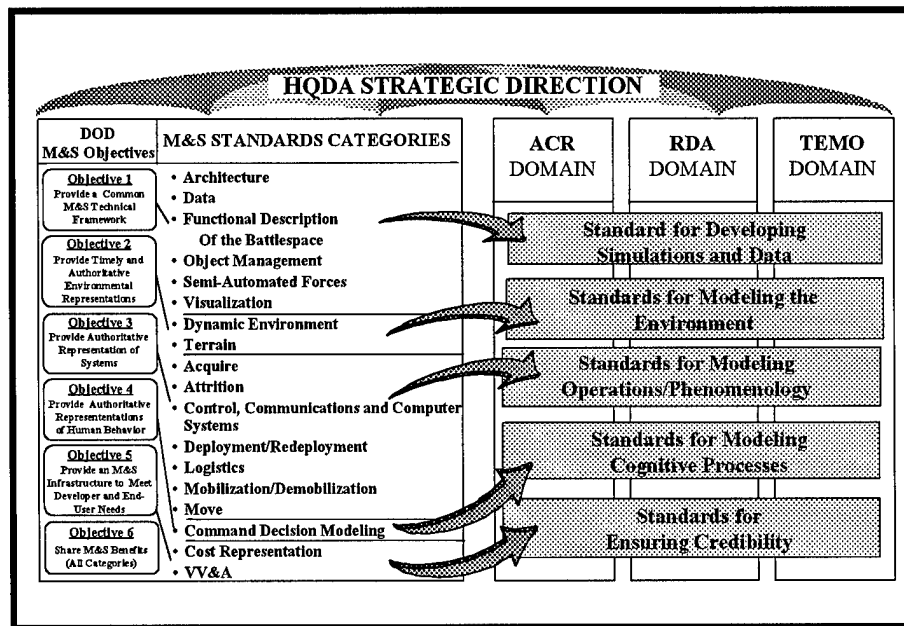 HQDA STRATEGIC DIRECTION
DOD
M&S Objectives
Objective 1
Provide a Common
M&S Technical
Framework
Objective 2
Provide Timely and
Authoritative
Environmental
Representations
Objective 3
Provide Authoritative
Representation of
Systems
Objective 4
Provide Authoritative
Represententations
of Human Behavior
Objective 5
Provide an M&S
Infrastructure to Meet
Developer and End-
User Needs
Objective 6
Share M&S Benefits
(All Categories)
M&S STANDARDS CATEGORIES
• Architecture
• Data
• Functional Description
Of the Battlespace
• Object Management
• Semi-Automated Forces
• Visualization
• Dynamic Environment
• Terrain
• Acquire
• Attrition
• Control, Communications and Computer
Systems
• Deployment/Redeployment
• Logistics
• Mobilization/Demobilization
• Move
• Command Decision Modeling
• Cost Representation
• VV&A
ACR
DOMAIN
RDA
DOMAIN
TEMO
DOMAIN
Standard for Developing
Simulations and Data
Standards for Modeling the
Environment
Standards for Modeling
Operations/Phenomenology
Standards for Modeling
Cognitive Processes
Standards for
Ensuring Credibility